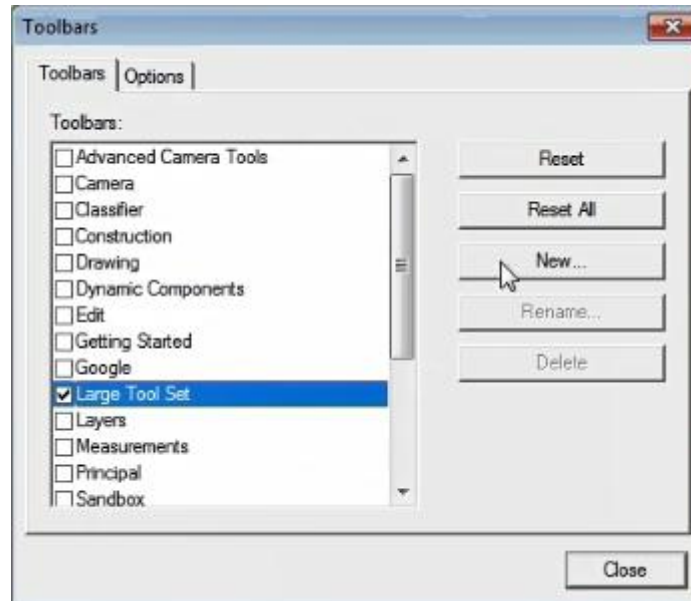 Toolbars
Toolbars
Options
Toolbars:
Advanced Camera Tools
Camera
Classifier
Construction
Drawing
Dynamic Components
Edit
Getting Started
Google
Large Tool Set
Layers
Measurements
Principal
Sandbox
Reset
Reset All
New...
Rename...
Delete
Close